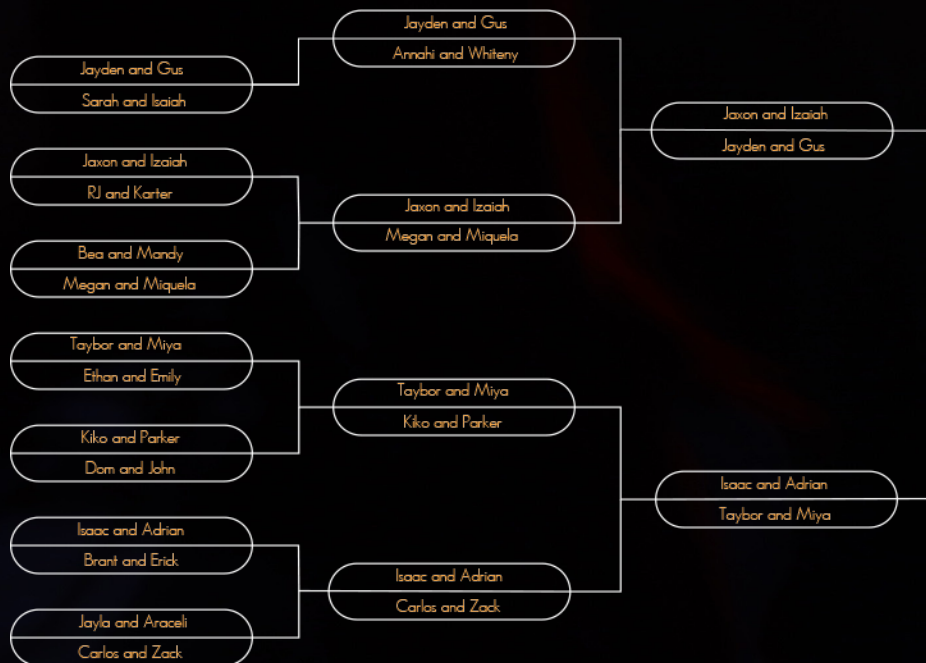 Jayden and Gus
Sarah and Isaiah
Jaxon and Izaiah
RJ and Karter
Bea and Mandy
Megan and Miquela
Taybor and Miya
Ethan and Emily
Kiko and Parker
Dom and John
Isaac and Adrian
Brant and Erick
Jayla and Araceli
Carlos and Zack
Jayden and Gus
Annahi and Whiteny
Jaxon and Izaiah
Megan and Miquela
Taybor and Miya
Kiko and Parker
Isaac and Adrian
Carlos and Zack
Jaxon and Izaiah
Jayden and Gus
Isaac and Adrian
Taybor and Miya